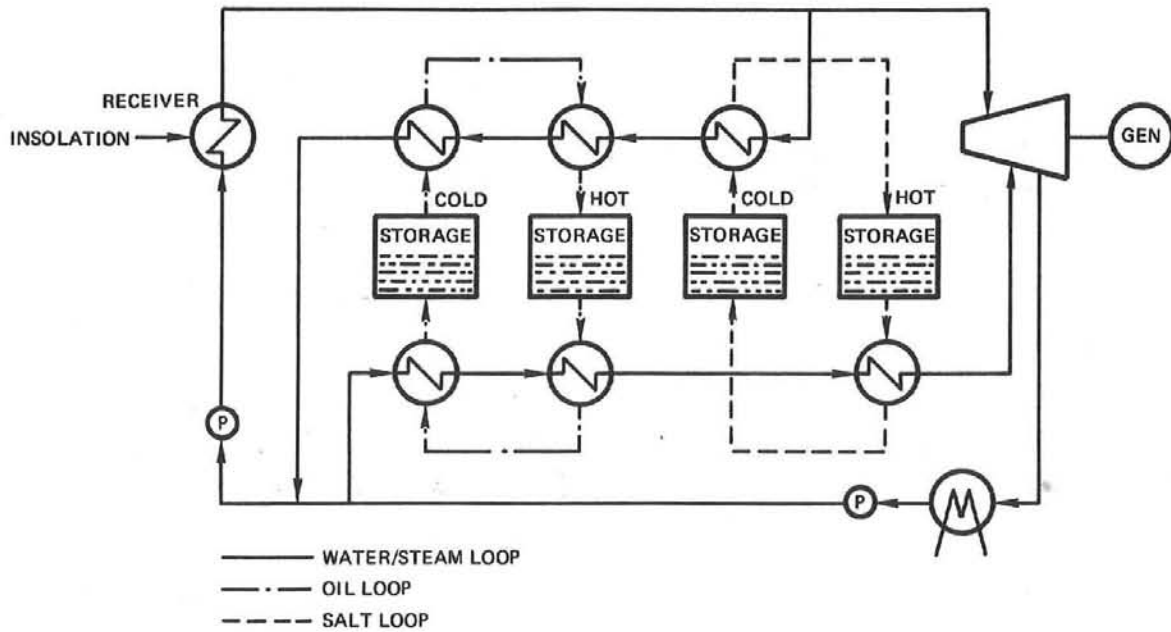 RECEIVER
INSOLATION
GEN
COLD
HOT
COLD
HOT
STORAGE
STORAGE
STORAGE
STORAGE
P
P
WATER/STEAM LOOP
OIL LOOP
SALT LOOP